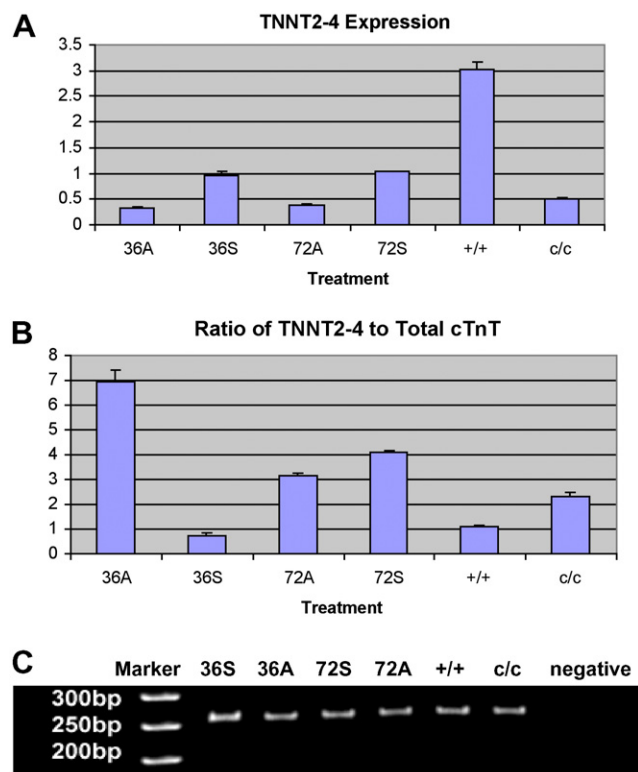 A
TNNT2-4 Expression
3.5
3
2.5
2
1.5
1
0.5
0
36A 36S 72A 72S +/+ c/c
Treatment
B
Ratio of TNNT2-4 to Total cTnT
8
7
6
5
4
3
2
1
0
36A 36S 72A 72S +/+ c/c
Treatment
C
Marker 36S 36A 72S 72A +/+ c/c negative
300bp
250bp
200bp